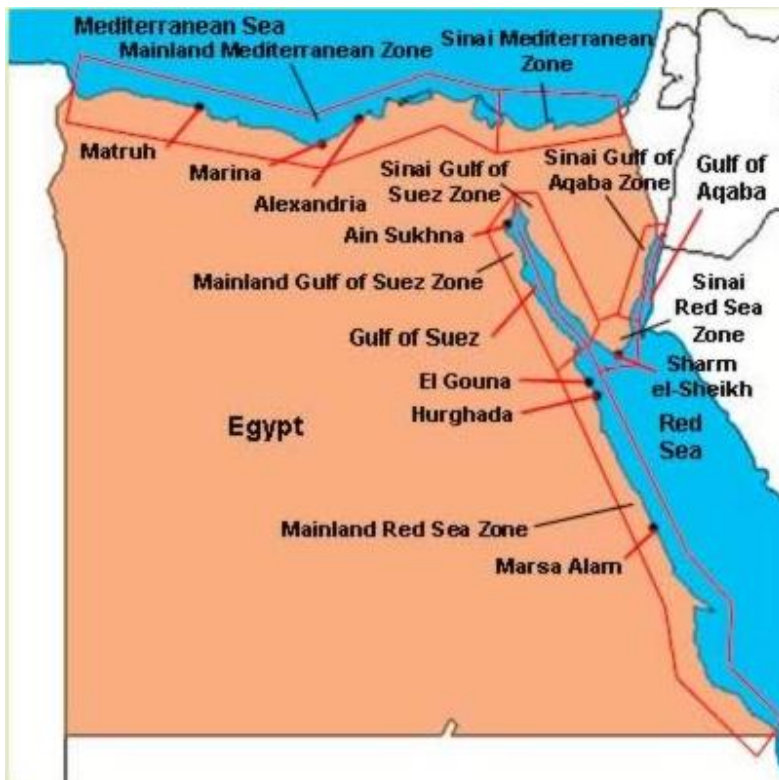 Mediterranean Sea
Mainland Mediterranean Zone
Sinai Mediterranean
Zone
Matruh
Marina
Alexandria
Sinai Gulf of
Suez Zone
Sinai Gulf of
Aqaba Zone
Gulf of
Aqaba
Ain Sukhna
Mainland Gulf of Suez Zone
Sinai
Red Sea
Zone
Gulf of Suez
Sharm
el-Sheikh
El Gouna
Hurghada
Egypt
Red
Sea
Mainland Red Sea Zone
Marsa Alam